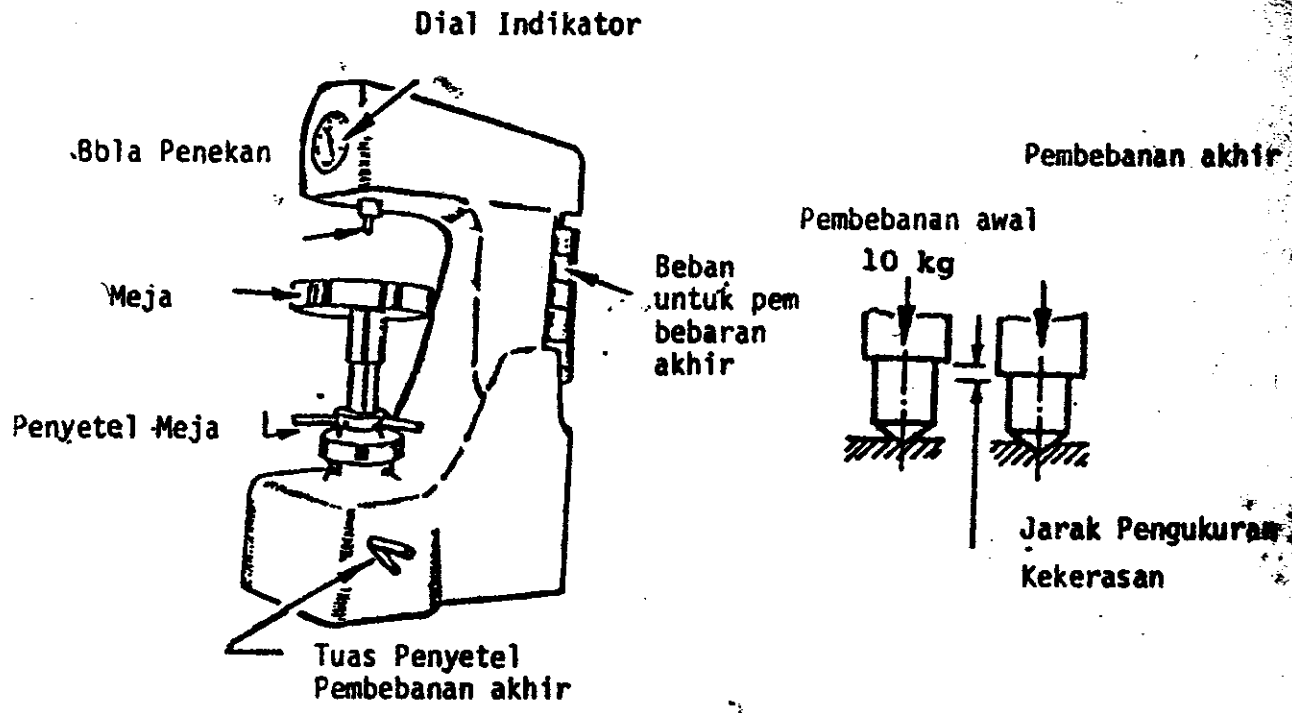 Dial Indikator
Bbla Penekan
Meja
Penyetel Meja
Beban
untuk pem
bebaran
akhir
Tuas Penyetel
Pembebanan akhir
Pembebanan akhir
Pembebanan awal
10 kg
Jarak Pengukuran
Kekerasan